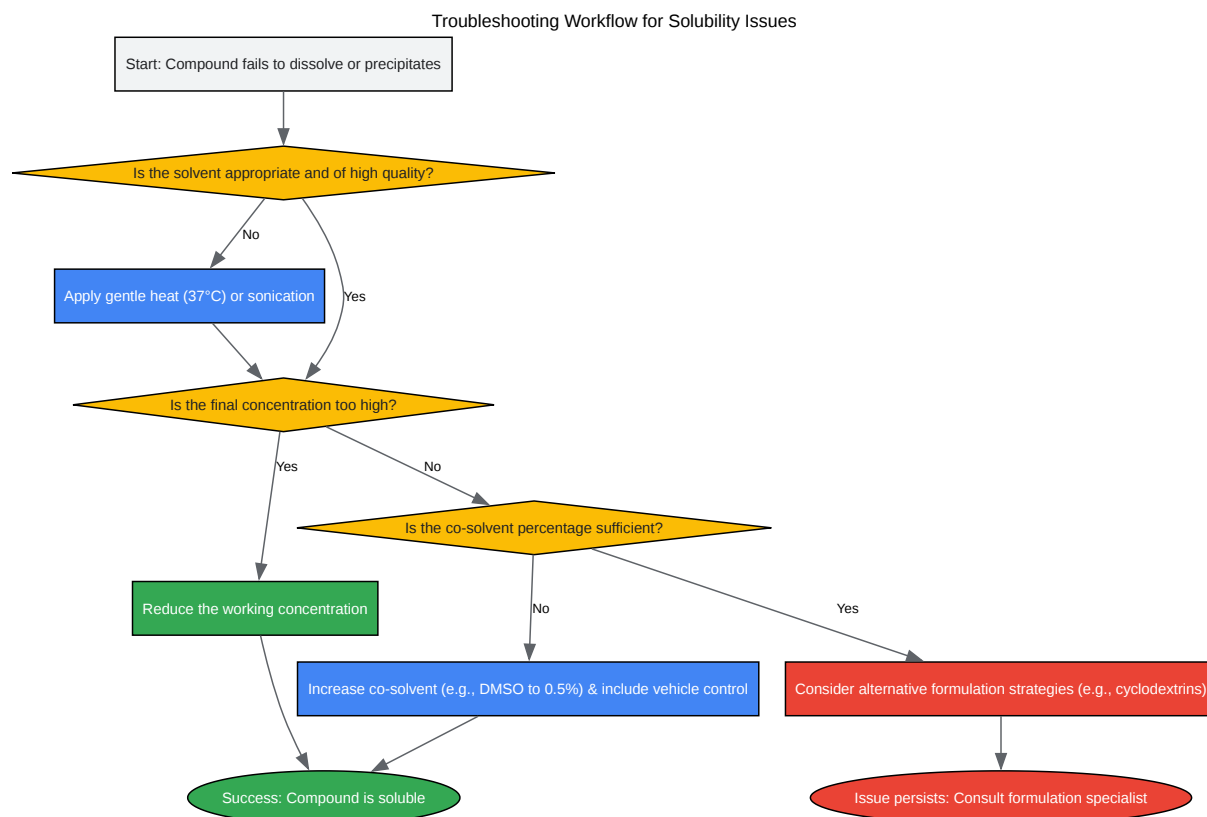 Troubleshooting Workflow for Solubility Issues
Start: Compound fails to dissolve or precipitates
Is the solvent appropriate and of high quality?
No
Apply gentle heat (37°C) or sonication
Yes
Is the final concentration too high?
Yes
No
Is the co-solvent percentage sufficient?
Reduce the working concentration
No
Yes
Increase co-solvent (e.g., DMSO to 0.5%) & include vehicle control
Consider alternative formulation strategies (e.g., cyclodextrins)
Success: Compound is soluble
Issue persists: Consult formulation specialist